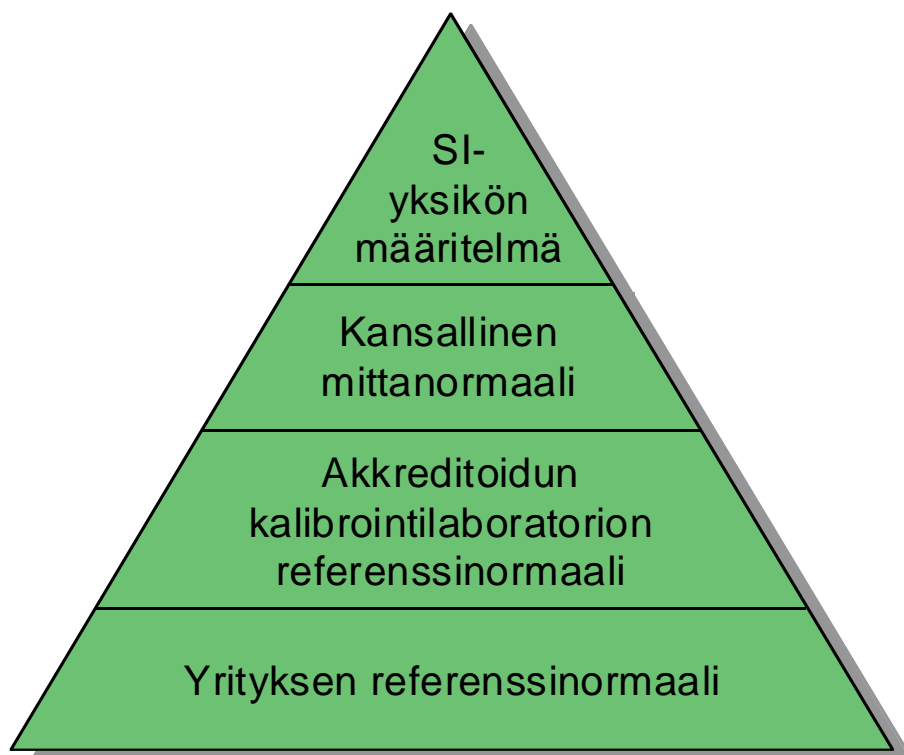 SI-
yksikön
määritelmä
Kansallinen
mittanormaali
Akkreditoidun
kalibrointilaboratorion
referenssinormaali
Yrityksen referenssinormaali